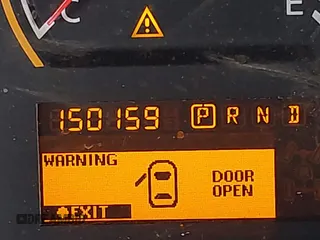 C
E
150159 P R N D
WARNING
DOOR
OPEN
EXIT